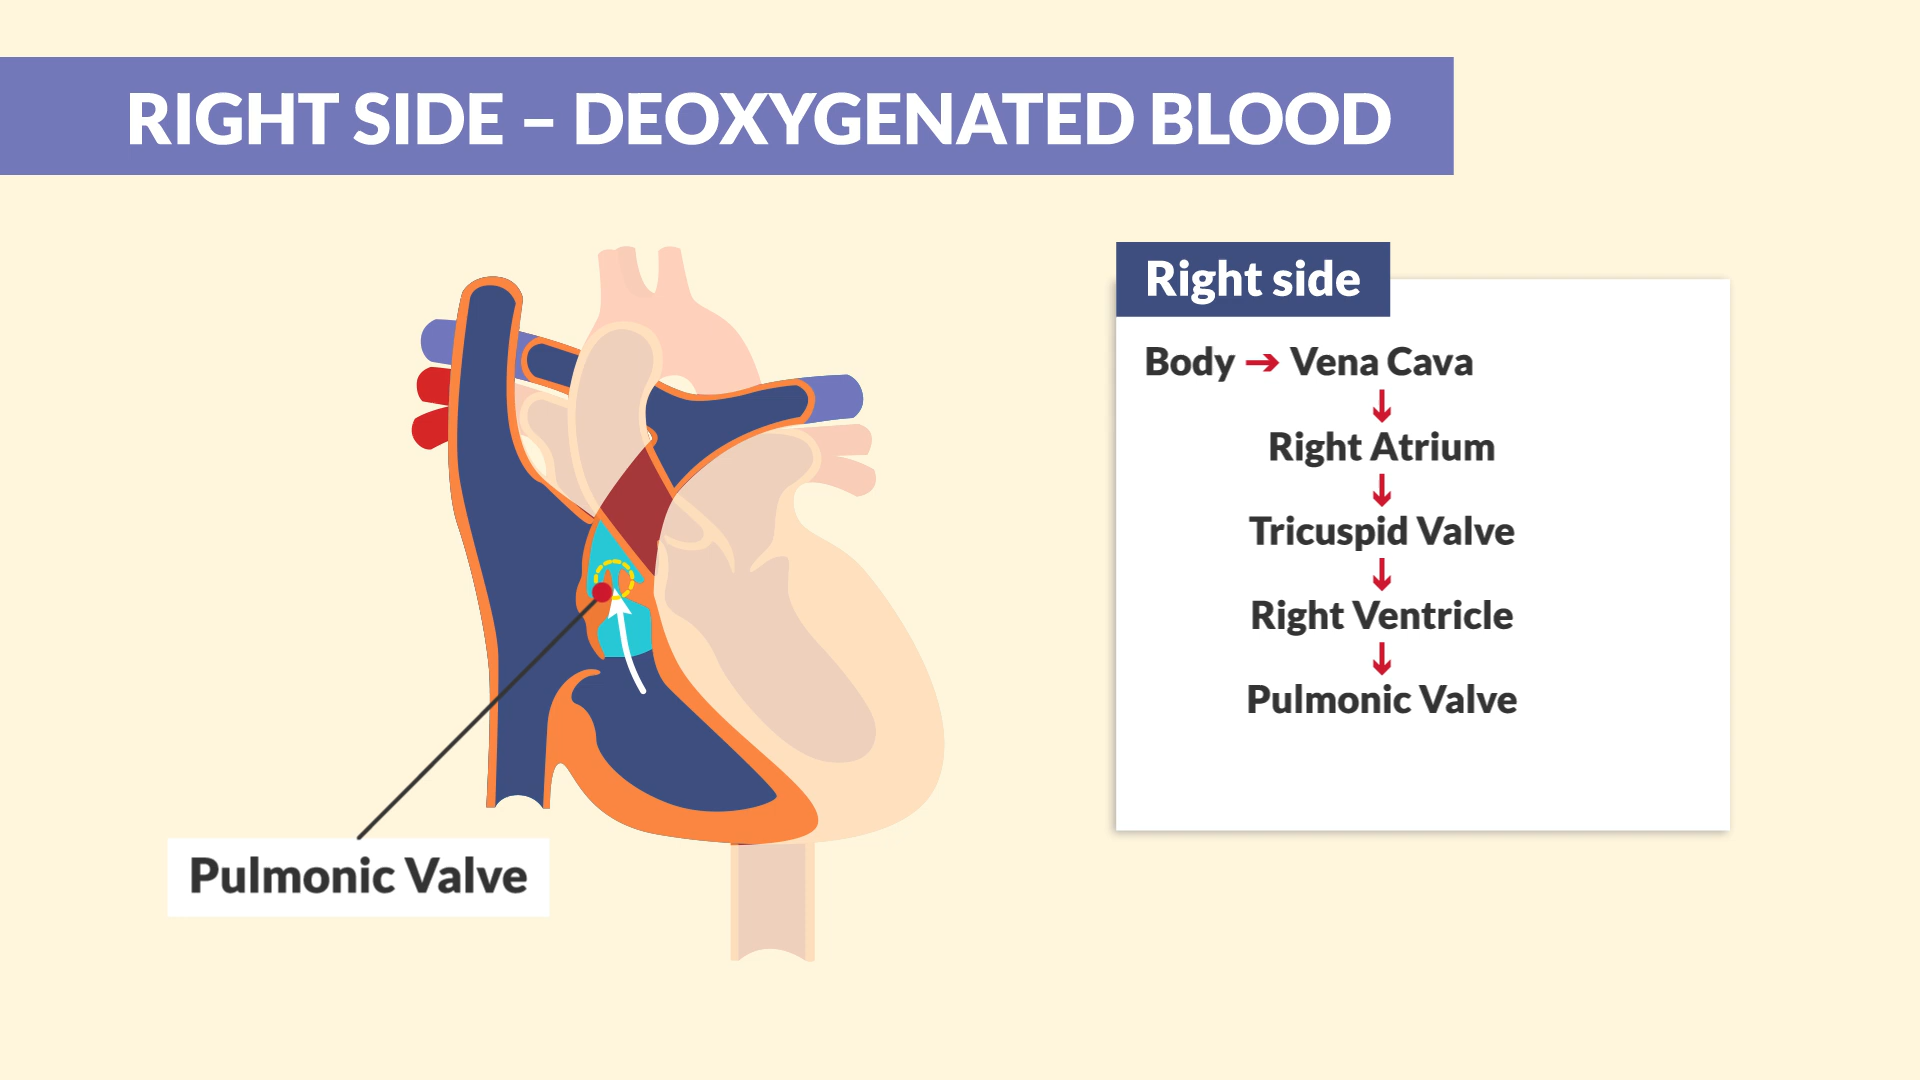 RIGHT SIDE – DEOXYGENATED BLOOD
Right side
Body → Vena Cava
↓
Right Atrium
↓
Tricuspid Valve
↓
Right Ventricle
↓
Pulmonic Valve
Pulmonic Valve